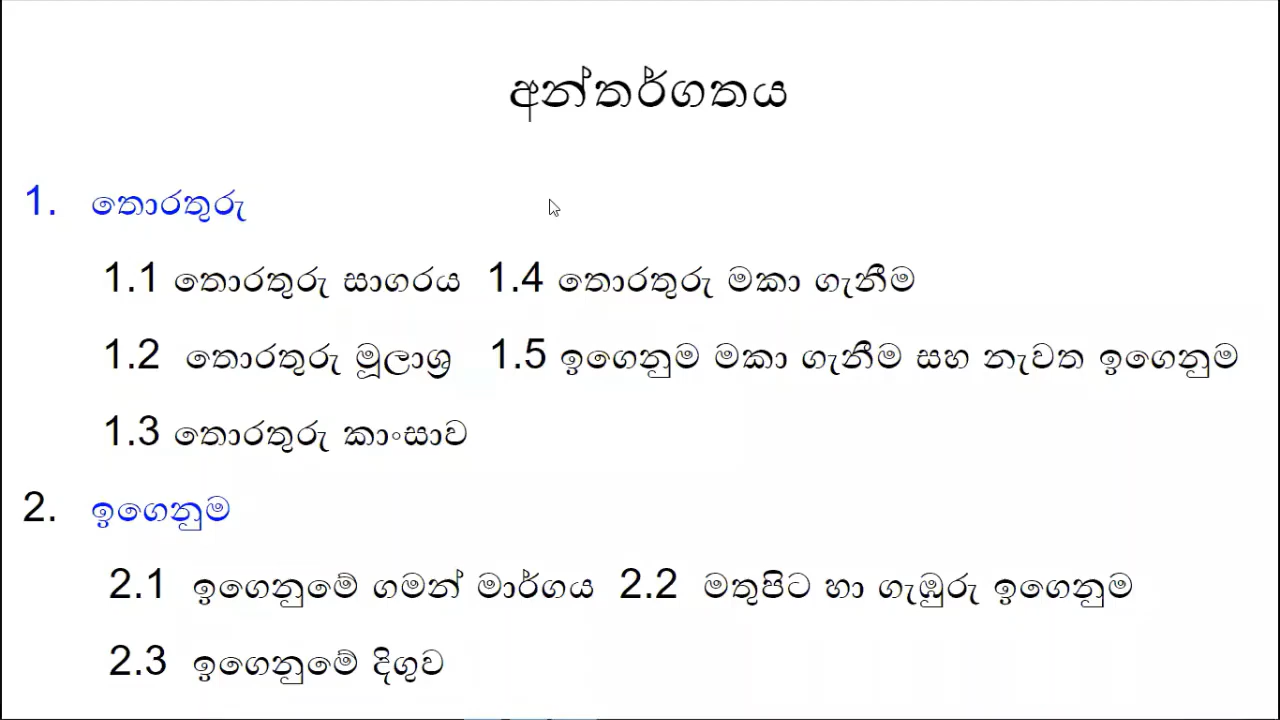 අන්තර්ගතය
1. තොරතුරු
1.1 තොරතුරු සාගරය 1.4 තොරතුරු මකා ගැනීම
1.2 තොරතුරු මූලාශ්‍ර 1.5 ඉගෙනුම මකා ගැනීම සහ නැවත ඉගෙනුම
1.3 තොරතුරු කාංසාව
2. ඉගෙනුම
2.1 ඉගෙනුමේ ගමන් මාර්ගය 2.2 මතුපිට හා ගැඹුරු ඉගෙනුම
2.3 ඉගෙනුමේ දිගුව